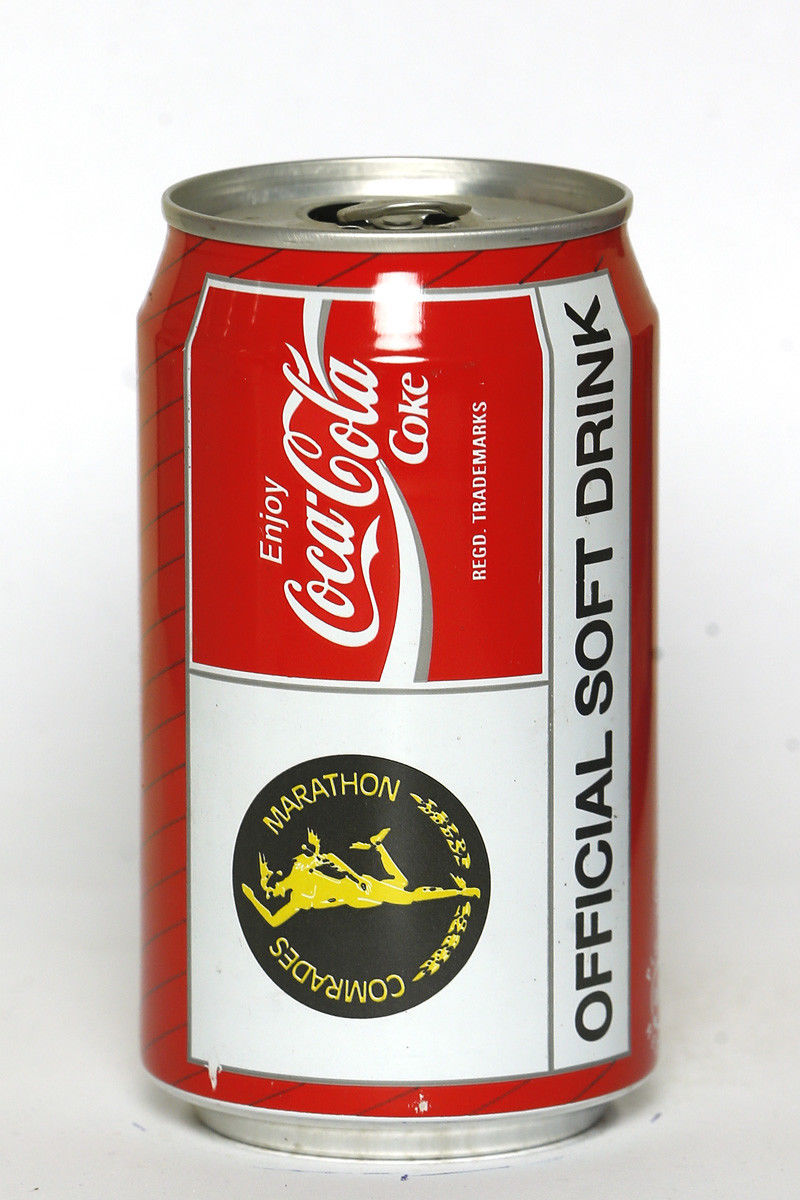 Enjoy
Coca-Cola
Coke
REGD. TRADEMARKS
COMRADES MARATHON
OFFICIAL SOFT DRINK